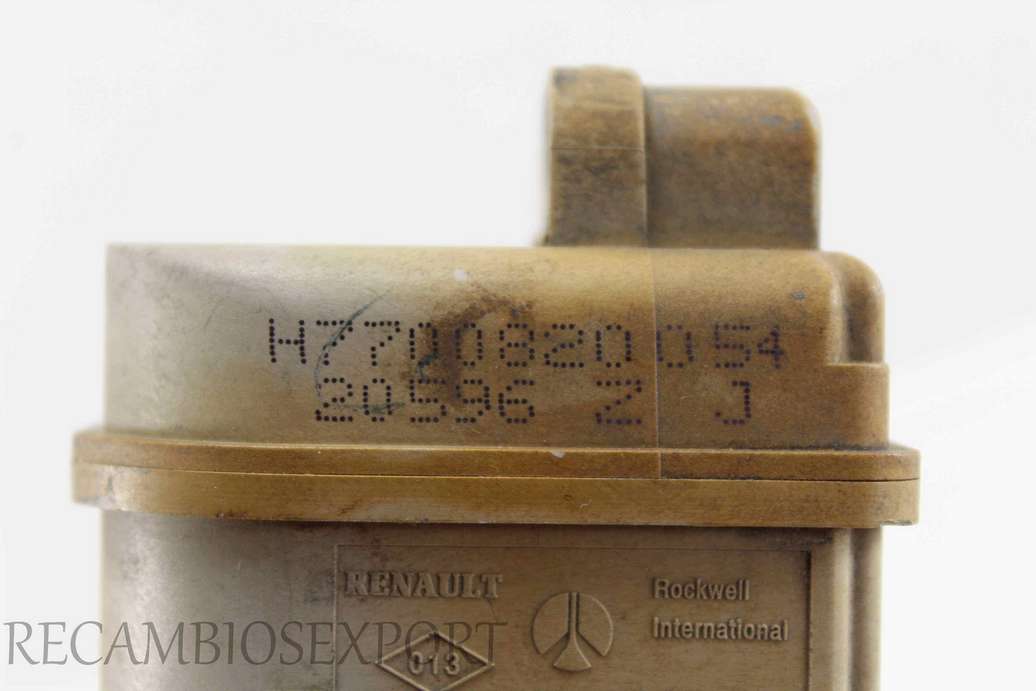 H7700820054
20596 Z J
RENAULT
013
Rockwell
International
RECAMBIOSEXPORT